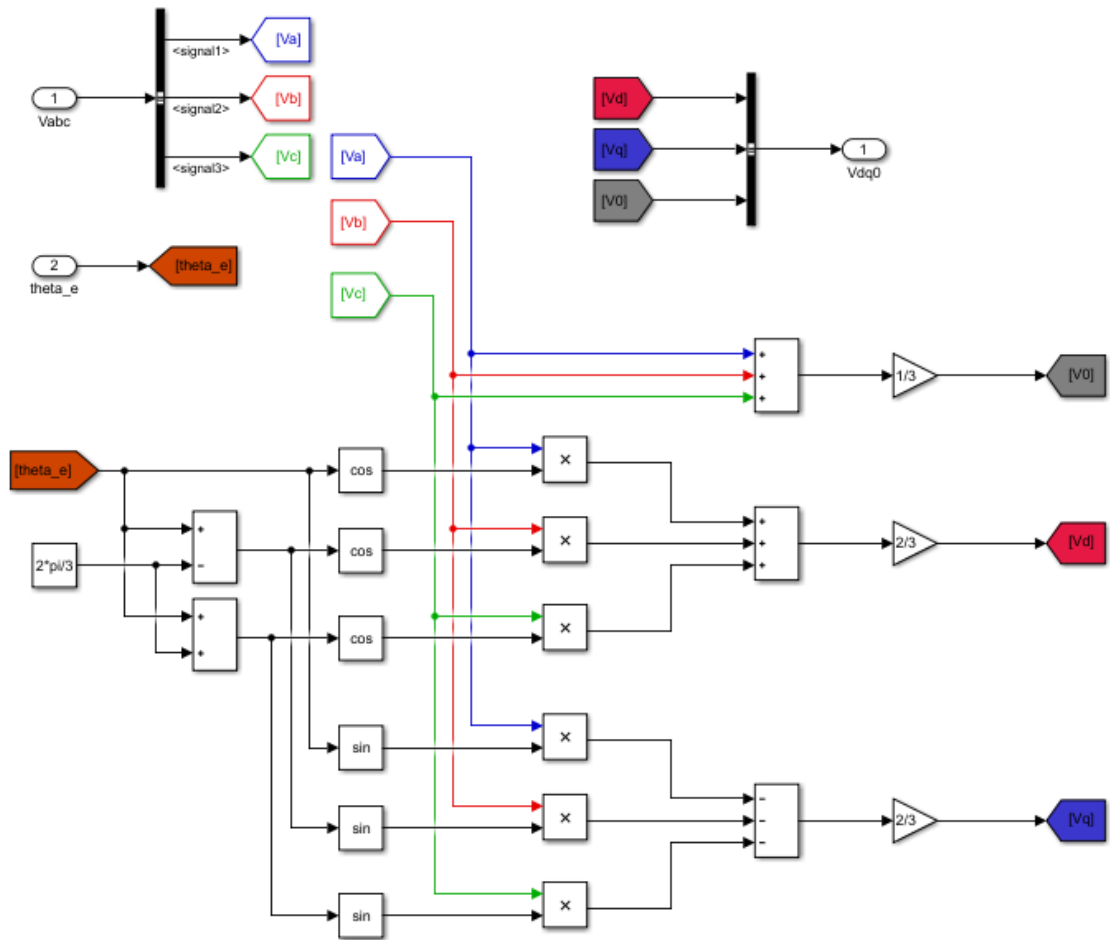 [Va]
<signal1>
1
[Vb]
<signal2>
Vabc
[Vc]
<signal3>
[Va]
[Vb]
[Vc]
2
[theta_e]
theta_e
[Vd]
[Vq]
[V0]
1
Vdq0
+
+
+
1/3
[V0]
[theta_e]
cos
×
2*pi/3
+
−
cos
×
+
+
cos
×
+
+
+
2/3
[Vd]
sin
×
sin
×
sin
×
−
−
−
2/3
[Vq]